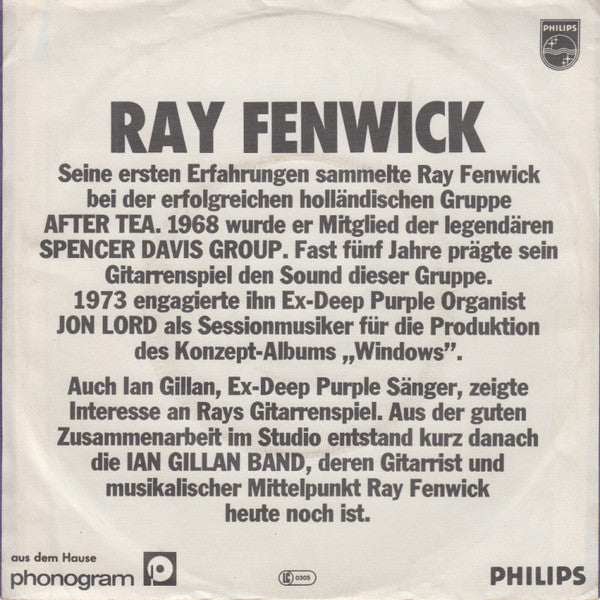 PHILIPS
RAY FENWICK
Seine ersten Erfahrungen sammelte Ray Fenwick
bei der erfolgreichen holländischen Gruppe
AFTER TEA. 1968 wurde er Mitglied der legendären
SPENCER DAVIS GROUP. Fast fünf Jahre prägte sein
Gitarrenspiel den Sound dieser Gruppe.
1973 engagierte ihn Ex-Deep Purple Organist
JON LORD als Sessionmusiker für die Produktion
des Konzept-Albums „Windows”.
Auch Ian Gillan, Ex-Deep Purple Sänger, zeigte
Interesse an Rays Gitarrenspiel. Aus der guten
Zusammenarbeit im Studio entstand kurz danach
die IAN GILLAN BAND, deren Gitarrist und
musikalischer Mittelpunkt Ray Fenwick
heute noch ist.
aus dem Hause
phonogram
LC 0305
PHILIPS